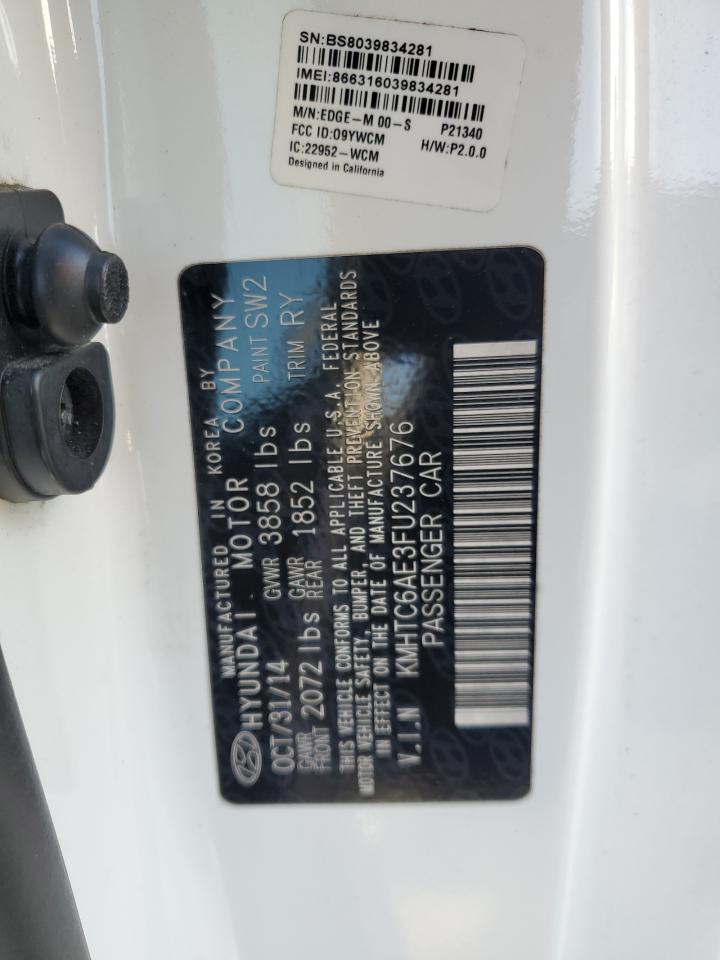 SN:BS8039834281
IMEI:866316039834281
M/N:EDGE-M 00-S P21340
FCC ID:O9YWCM H/W:P2.0.0
IC:22952-WCM
Designed in California
MANUFACTURED IN KOREA BY
HYUNDAI MOTOR COMPANY
OCT/31/14 GVWR 3858 lbs PAINT SW2
GAWR FRONT 2072 lbs GAWR REAR 1852 lbs TRIM RY
THIS VEHICLE CONFORMS TO ALL APPLICABLE U.S.A. FEDERAL
MOTOR VEHICLE SAFETY, BUMPER, AND THEFT PREVENTION STANDARDS
IN EFFECT ON THE DATE OF MANUFACTURE SHOWN ABOVE
V.I.N KMHTC6AE3FU237676
PASSENGER CAR